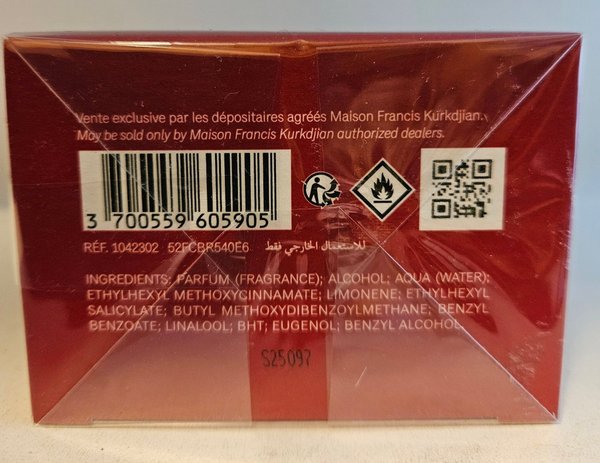 Vente exclusive par les dépositaires agréés Maison Francis Kurkdjian.
May be sold only by Maison Francis Kurkdjian authorized dealers.
3 700559 605905
RÉF. 1042302 52FCBR540E6 للاستعمال الخارجي فقط
INGREDIENTS: PARFUM (FRAGRANCE); ALCOHOL; AQUA (WATER);
ETHYLHEXYL METHOXYCINNAMATE; LIMONENE; ETHYLHEXYL
SALICYLATE; BUTYL METHOXYDIBENZOYLMETHANE; BENZYL
BENZOATE; LINALOOL; BHT; EUGENOL; BENZYL ALCOHOL.
S25097